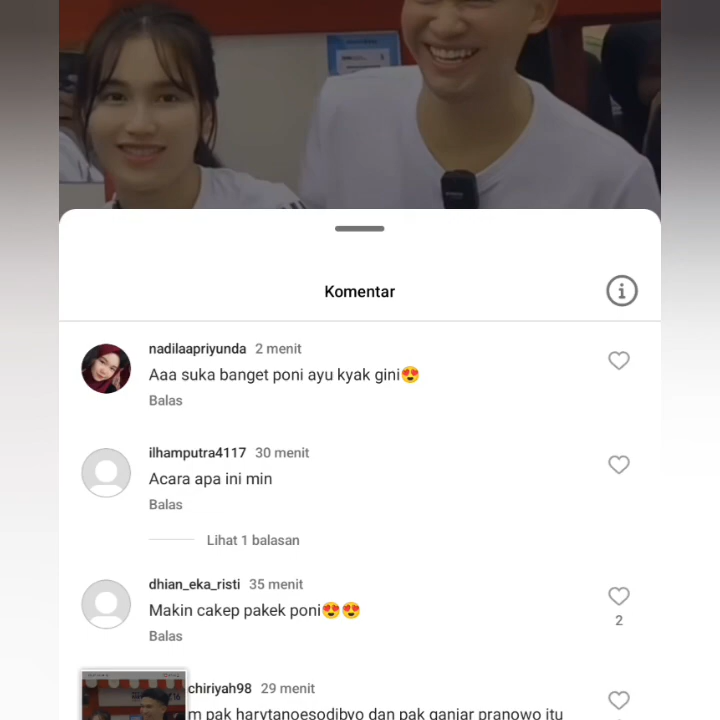 Komentar
nadilaapriyunda 2 menit
Aaa suka banget poni ayu kyak gini😍
Balas
ilhamputra4117 30 menit
Acara apa ini min
Balas
Lihat 1 balasan
dhian_eka_risti 35 menit
Makin cakep pakek poni😍😍
2
Balas
chiriyah98 29 menit
m pak harytanoesodibyo dan pak ganjar pranowo itu